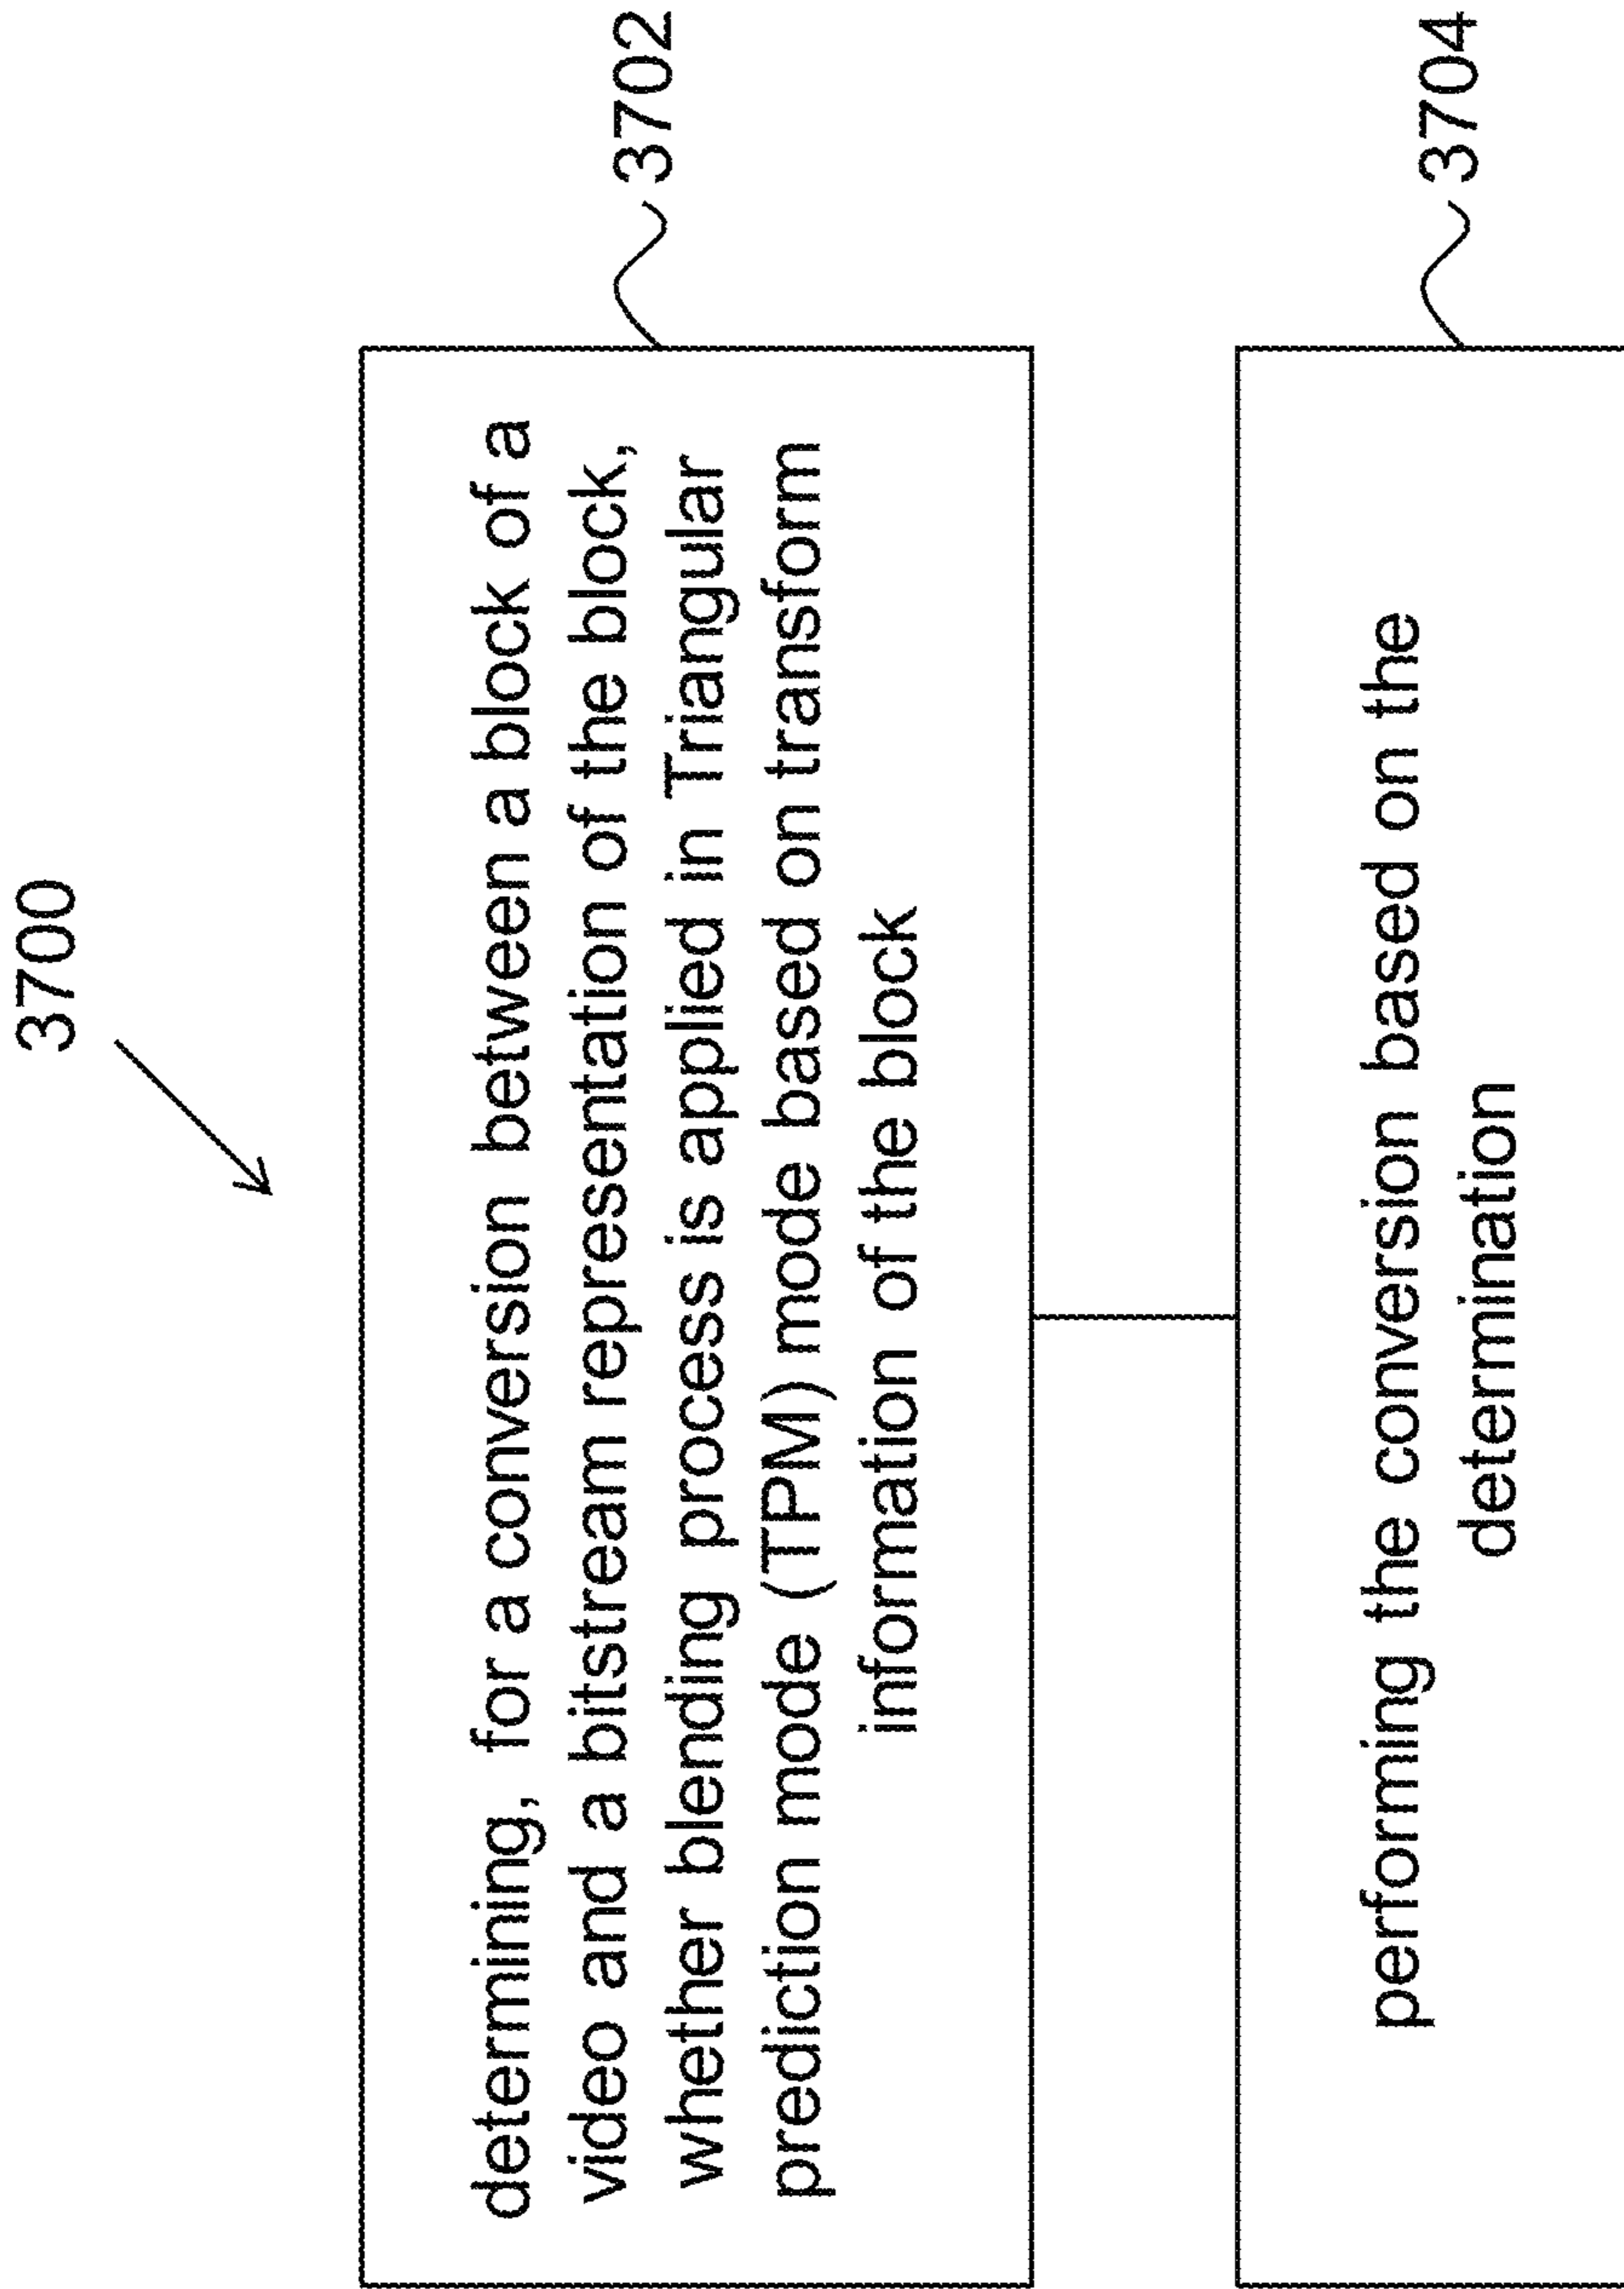 3700
determining, for a conversion between a block of a
video and a bitstream representation of the block,
whether blending process is applied in Triangular
prediction mode (TPM) mode based on transform
information of the block
3702
performing the conversion based on the
determination
3704